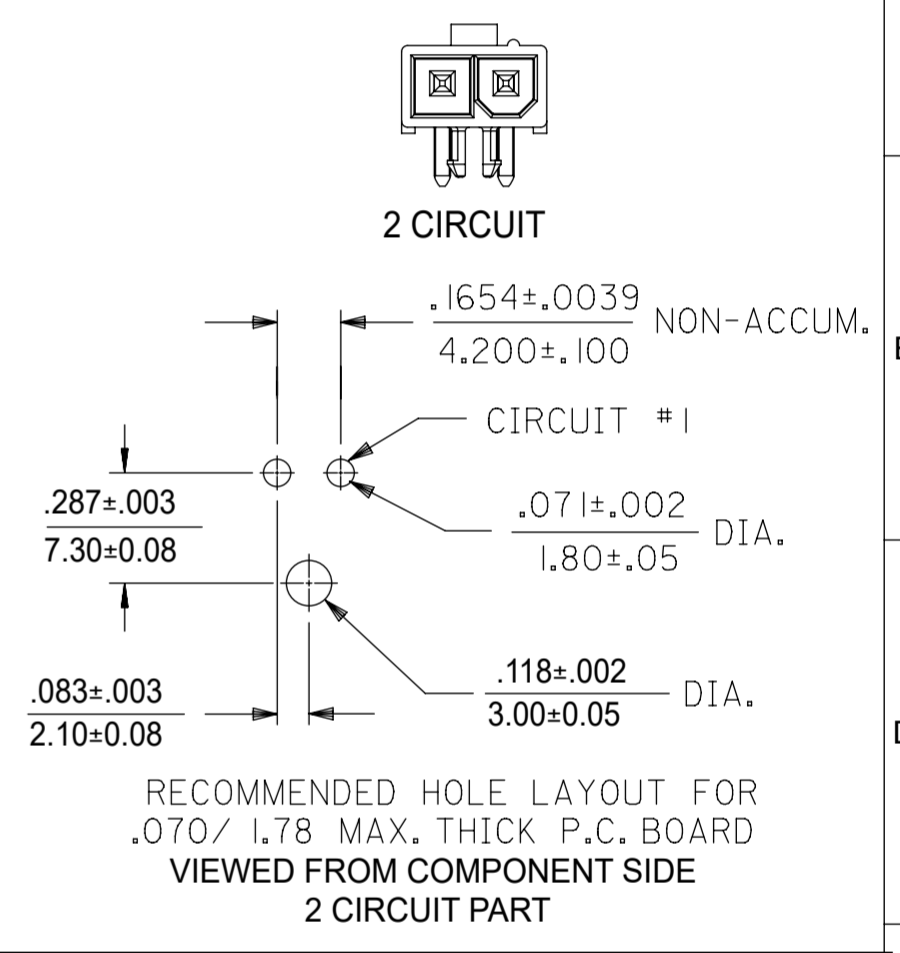 2 CIRCUIT
.1654±.0039
4.200±.100
NON-ACCUM.
CIRCUIT #1
.287±.003
7.30±0.08
.071±.002
1.80±.05
DIA.
.083±.003
2.10±0.08
.118±.002
3.00±0.05
DIA.
RECOMMENDED HOLE LAYOUT FOR
.070/ 1.78 MAX. THICK P.C. BOARD
VIEWED FROM COMPONENT SIDE
2 CIRCUIT PART